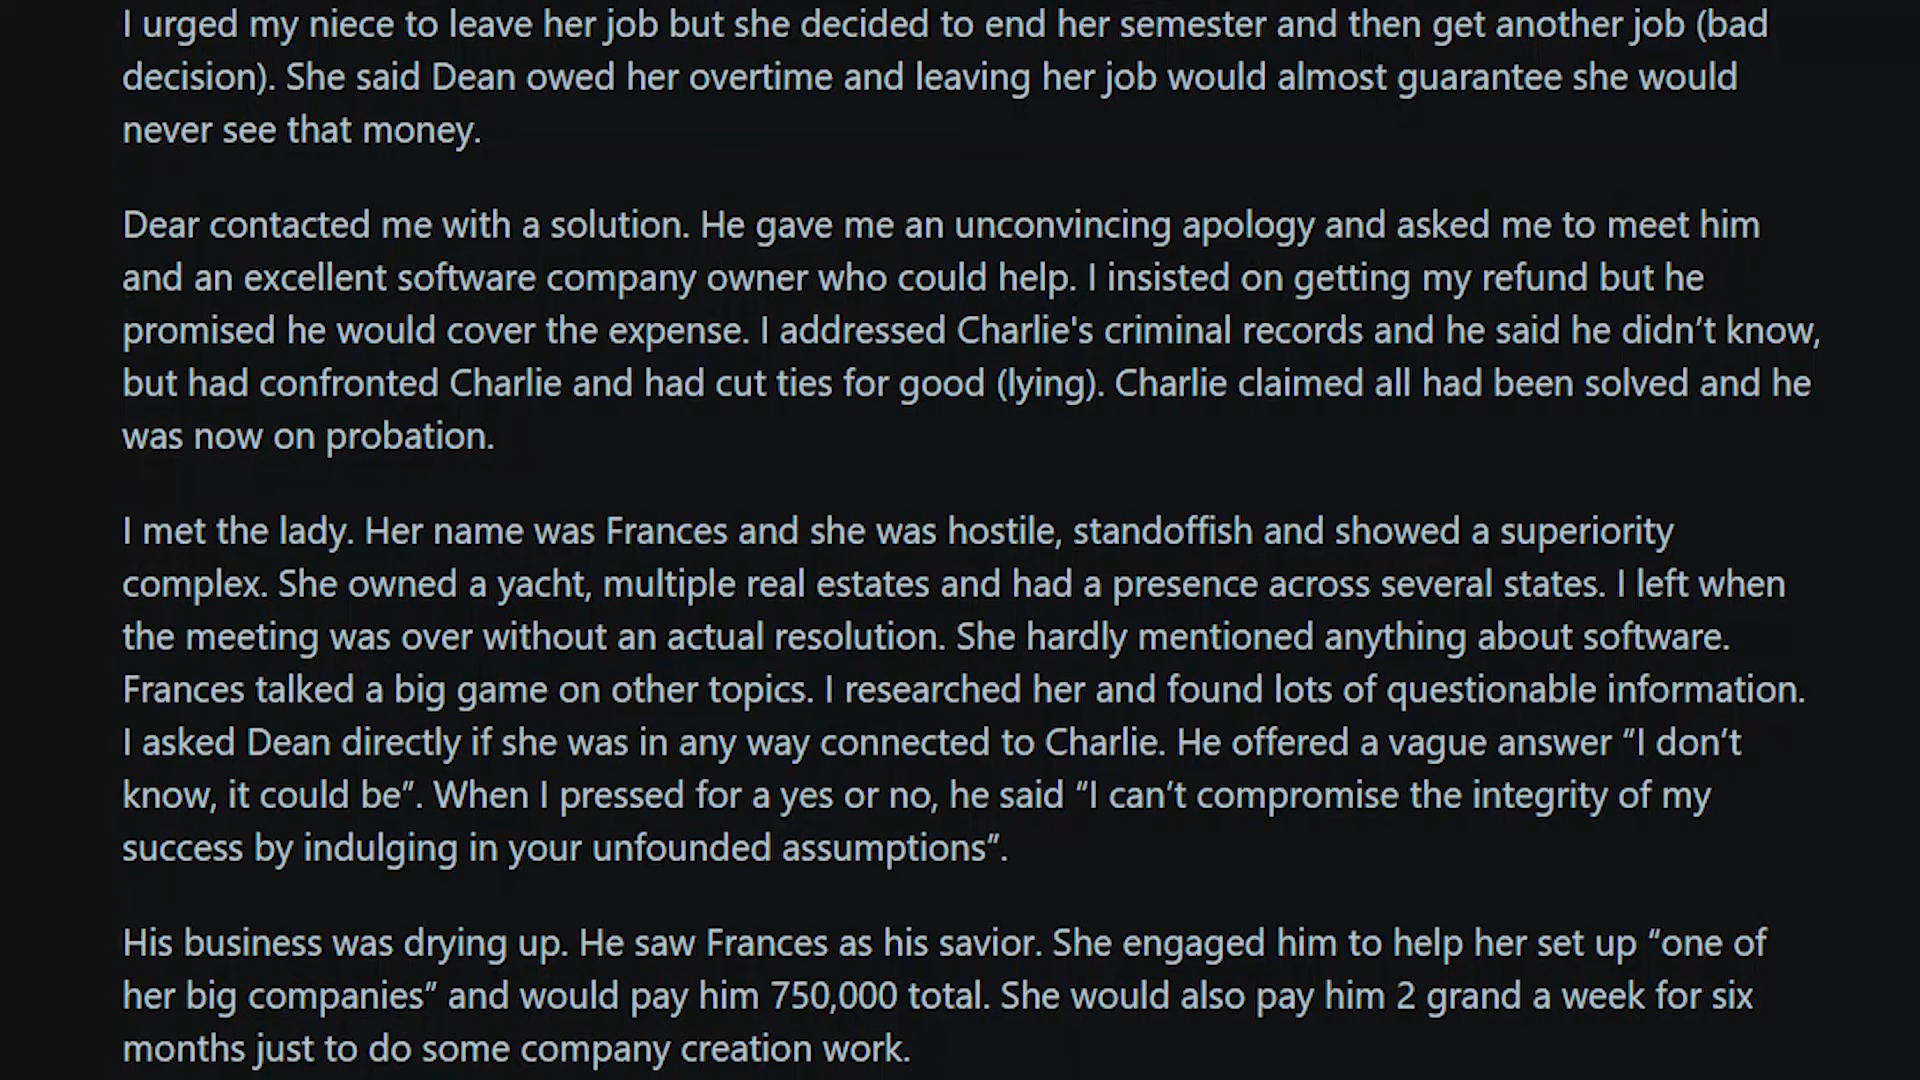 I urged my niece to leave her job but she decided to end her semester and then get another job (bad
decision). She said Dean owed her overtime and leaving her job would almost guarantee she would
never see that money.
Dear contacted me with a solution. He gave me an unconvincing apology and asked me to meet him
and an excellent software company owner who could help. I insisted on getting my refund but he
promised he would cover the expense. I addressed Charlie's criminal records and he said he didn’t know,
but had confronted Charlie and had cut ties for good (lying). Charlie claimed all had been solved and he
was now on probation.
I met the lady. Her name was Frances and she was hostile, standoffish and showed a superiority
complex. She owned a yacht, multiple real estates and had a presence across several states. I left when
the meeting was over without an actual resolution. She hardly mentioned anything about software.
Frances talked a big game on other topics. I researched her and found lots of questionable information.
I asked Dean directly if she was in any way connected to Charlie. He offered a vague answer “I don’t
know, it could be”. When I pressed for a yes or no, he said “I can’t compromise the integrity of my
success by indulging in your unfounded assumptions”.
His business was drying up. He saw Frances as his savior. She engaged him to help her set up “one of
her big companies” and would pay him 750,000 total. She would also pay him 2 grand a week for six
months just to do some company creation work.